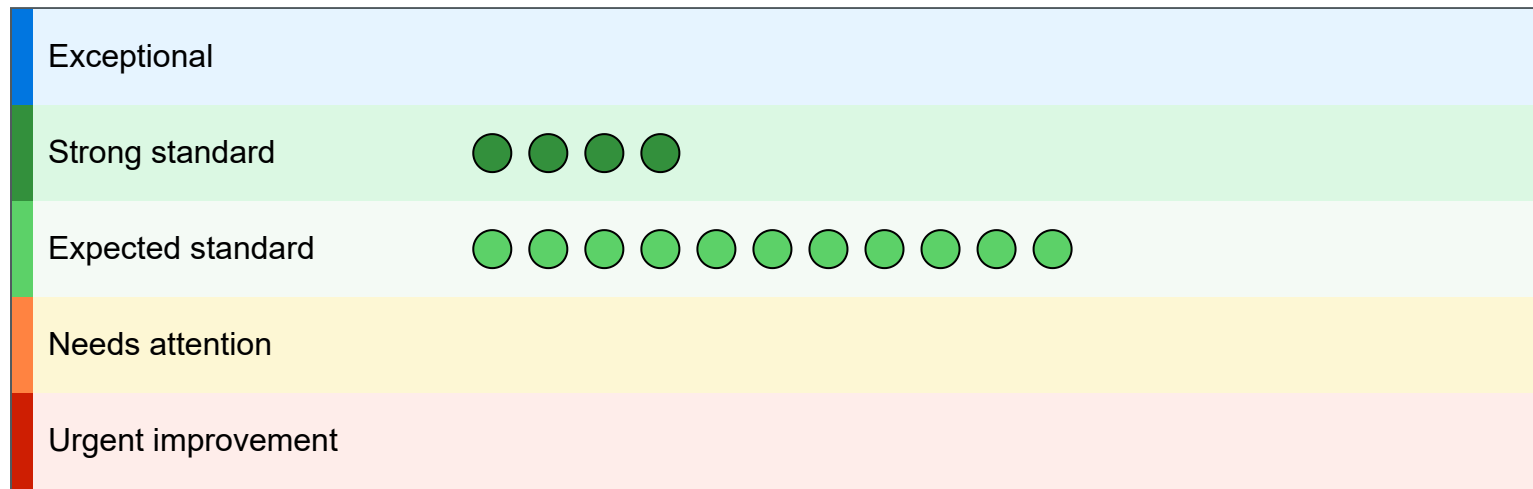 Exceptional
Strong standard
Expected standard
Needs attention
Urgent improvement